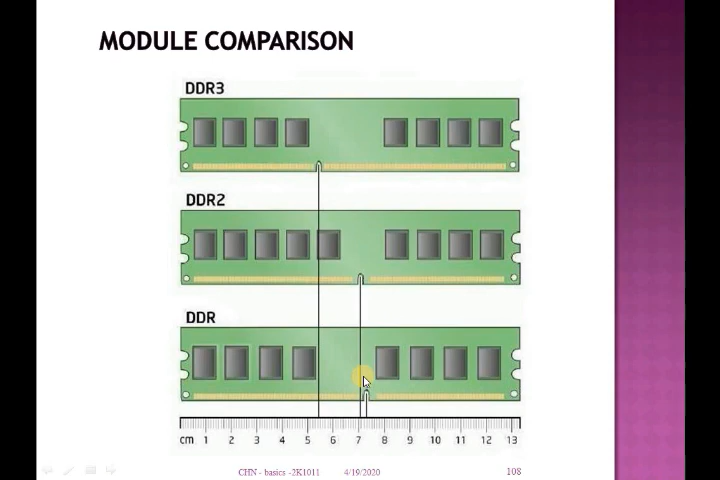 MODULE COMPARISON
DDR3
DDR2
DDR
cm 1 2 3 4 5 6 7 8 9 10 11 12 13
CHN - basics -2K1011 4/19/2020 108